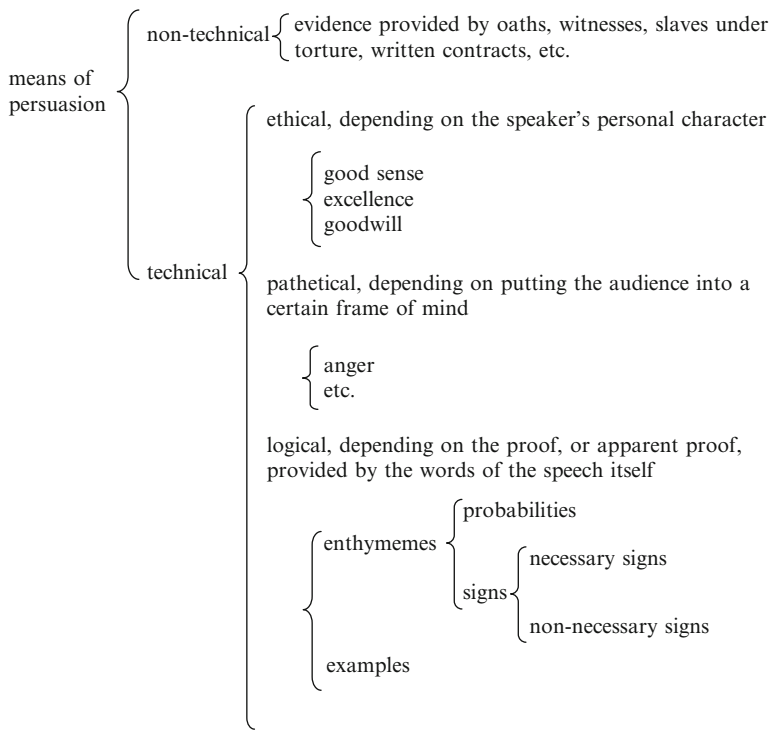 non-technical
evidence provided by oaths, witnesses, slaves under
torture, written contracts, etc.
means of
persuasion
ethical, depending on the speaker's personal character
good sense
excellence
goodwill
technical
pathetical, depending on putting the audience into a
certain frame of mind
anger
etc.
logical, depending on the proof, or apparent proof,
provided by the words of the speech itself
probabilities
enthymemes
necessary signs
signs
non-necessary signs
examples